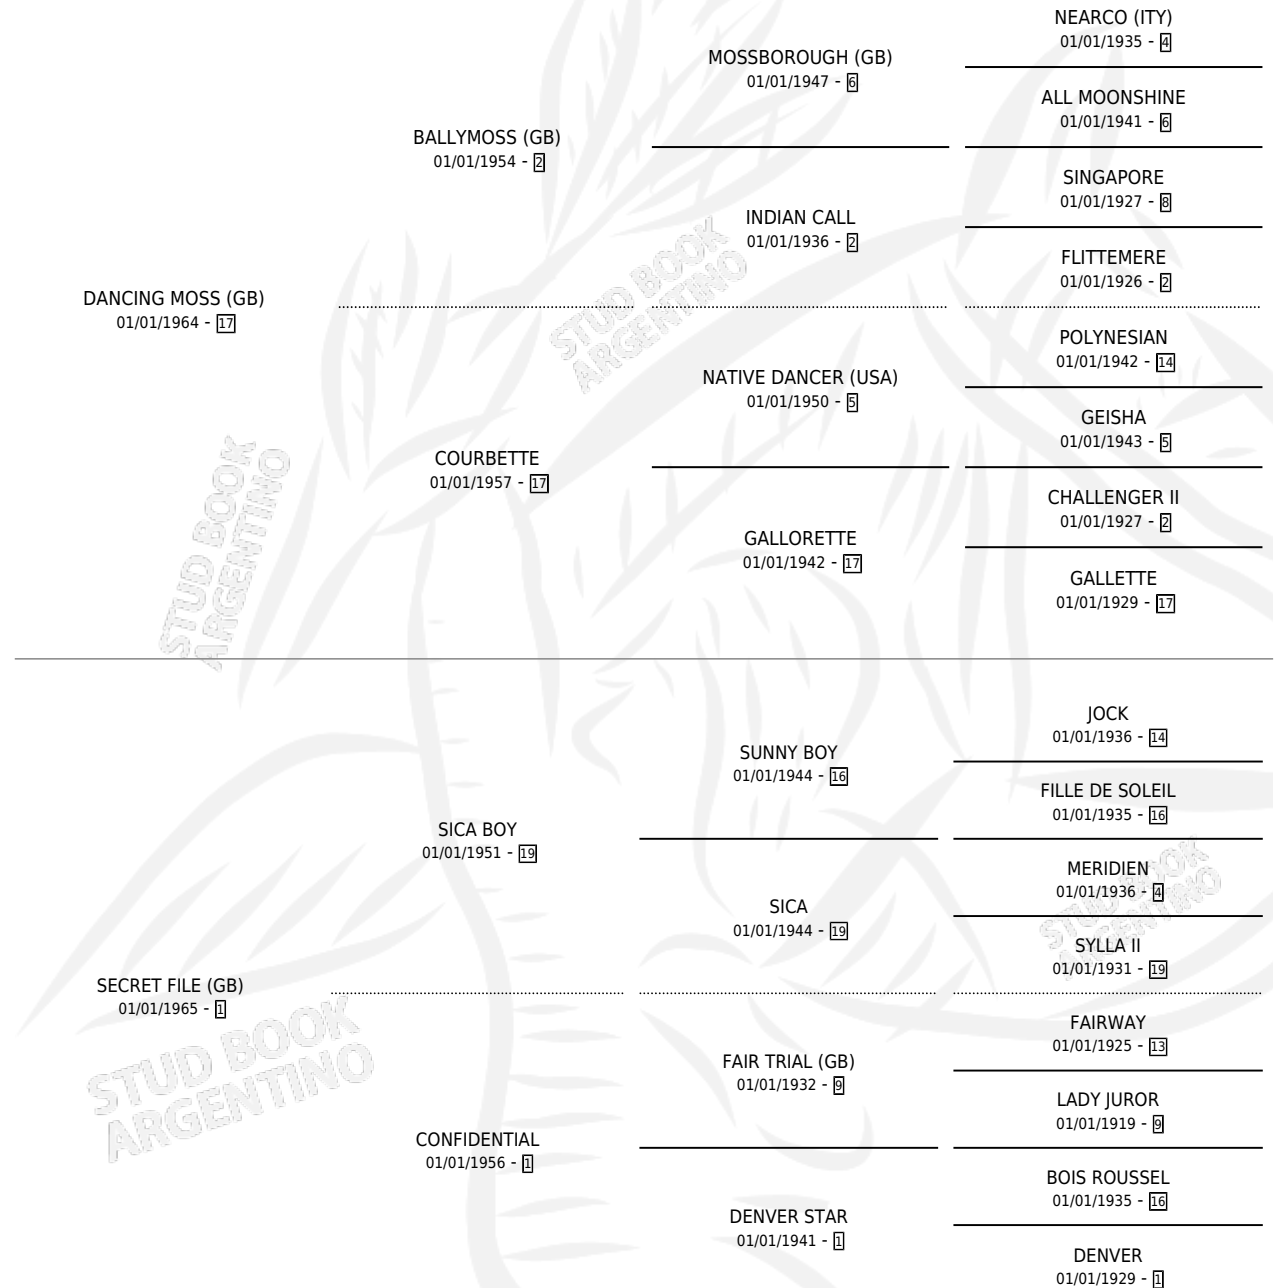 NEARCO (ITY)
01/01/1935 - 4
MOSSBOROUGH (GB)
01/01/1947 - 6
ALL MOONSHINE
01/01/1941 - 6
BALLYMOSS (GB)
01/01/1954 - 2
SINGAPORE
01/01/1927 - 8
INDIAN CALL
01/01/1936 - 2
FLITTEMERE
01/01/1926 - 2
DANCING MOSS (GB)
01/01/1964 - 17
POLYNESIAN
01/01/1942 - 14
NATIVE DANCER (USA)
01/01/1950 - 5
GEISHA
01/01/1943 - 5
COURBETTE
01/01/1957 - 17
CHALLENGER II
01/01/1927 - 2
GALLORETTE
01/01/1942 - 17
GALLETTE
01/01/1929 - 17
JOCK
01/01/1936 - 14
SUNNY BOY
01/01/1944 - 16
FILLE DE SOLEIL
01/01/1935 - 16
SICA BOY
01/01/1951 - 19
MERIDIEN
01/01/1936 - 4
SICA
01/01/1944 - 19
SYLLA II
01/01/1931 - 19
SECRET FILE (GB)
01/01/1965 - 1
FAIRWAY
01/01/1925 - 13
FAIR TRIAL (GB)
01/01/1932 - 9
LADY JUROR
01/01/1919 - 9
CONFIDENTIAL
01/01/1956 - 1
BOIS ROUSSEL
01/01/1935 - 16
DENVER STAR
01/01/1941 - 1
DENVER
01/01/1929 - 1
STUD BOOK
ARGENTINO
STUD BOOK
ARGENTINO
STUD BOOK
ARGENTINO
STUD BOOK
ARGENTINO